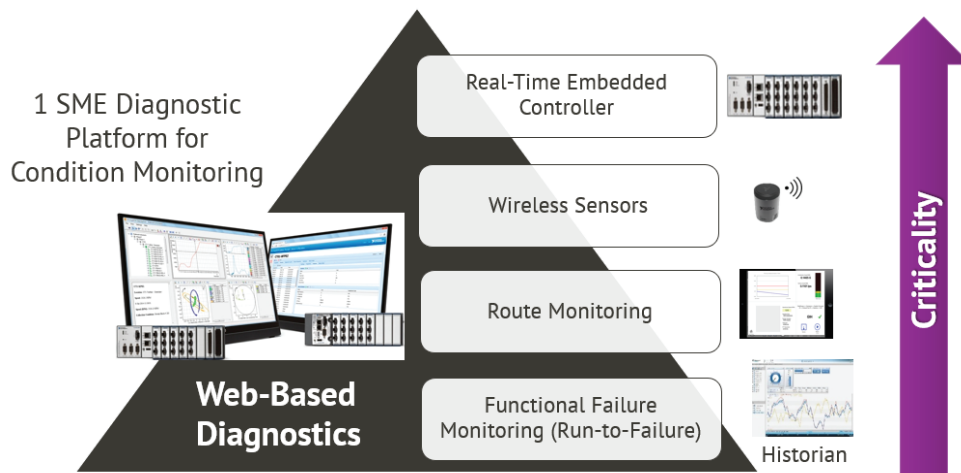 1 SME Diagnostic
Platform for
Condition Monitoring
Real-Time Embedded
Controller
Wireless Sensors
Route Monitoring
Functional Failure
Monitoring (Run-to-Failure)
Web-Based
Diagnostics
Historian
Criticality